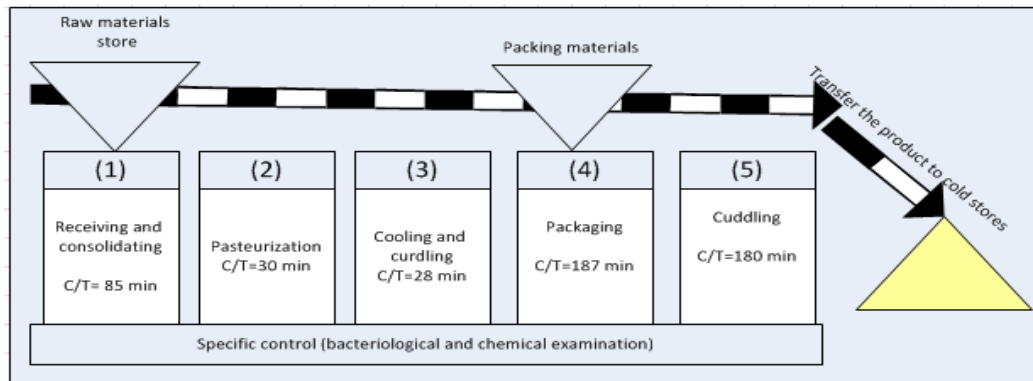 Raw materials
store
Packing materials
Transfer the product to cold stores
(1)
Receiving and
consolidating
C/T= 85 min
(2)
Pasteurization
C/T=30 min
(3)
Cooling and
curdling
C/T=28 min
(4)
Packaging
C/T=187 min
(5)
Cuddling
C/T=180 min
Specific control (bacteriological and chemical examination)